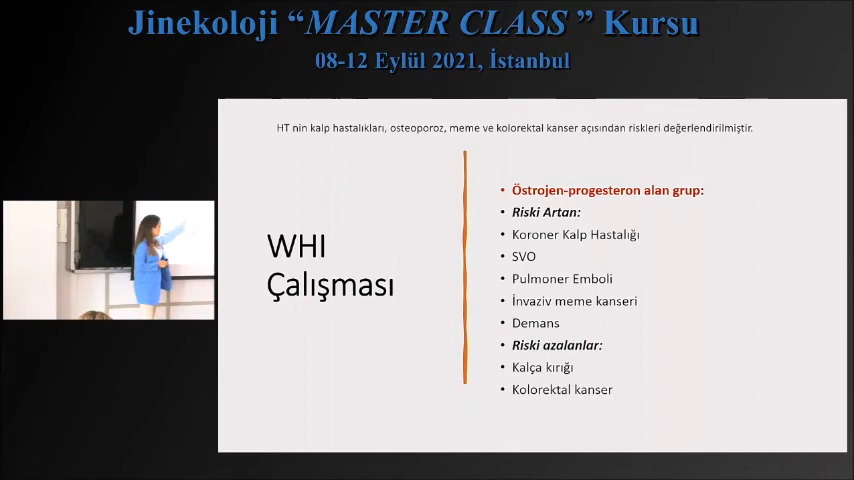 Jinekoloji “MASTER CLASS ” Kursu
08-12 Eylül 2021, İstanbul
HT nin kalp hastalıkları, osteoporoz, meme ve kolorektal kanser açısından riskleri değerlendirilmiştir.
WHI
Çalışması
• Östrojen-progesteron alan grup:
• Riski Artan:
• Koroner Kalp Hastalığı
• SVO
• Pulmoner Emboli
• İnvaziv meme kanseri
• Demans
• Riski azalanlar:
• Kalça kırığı
• Kolorektal kanser